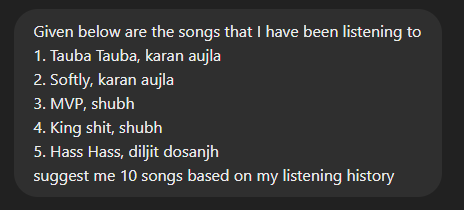 Given below are the songs that I have been listening to
1. Tauba Tauba, karan aujla
2. Softly, karan aujla
3. MVP, shubh
4. King shit, shubh
5. Hass Hass, diljit dosanjh
suggest me 10 songs based on my listening history